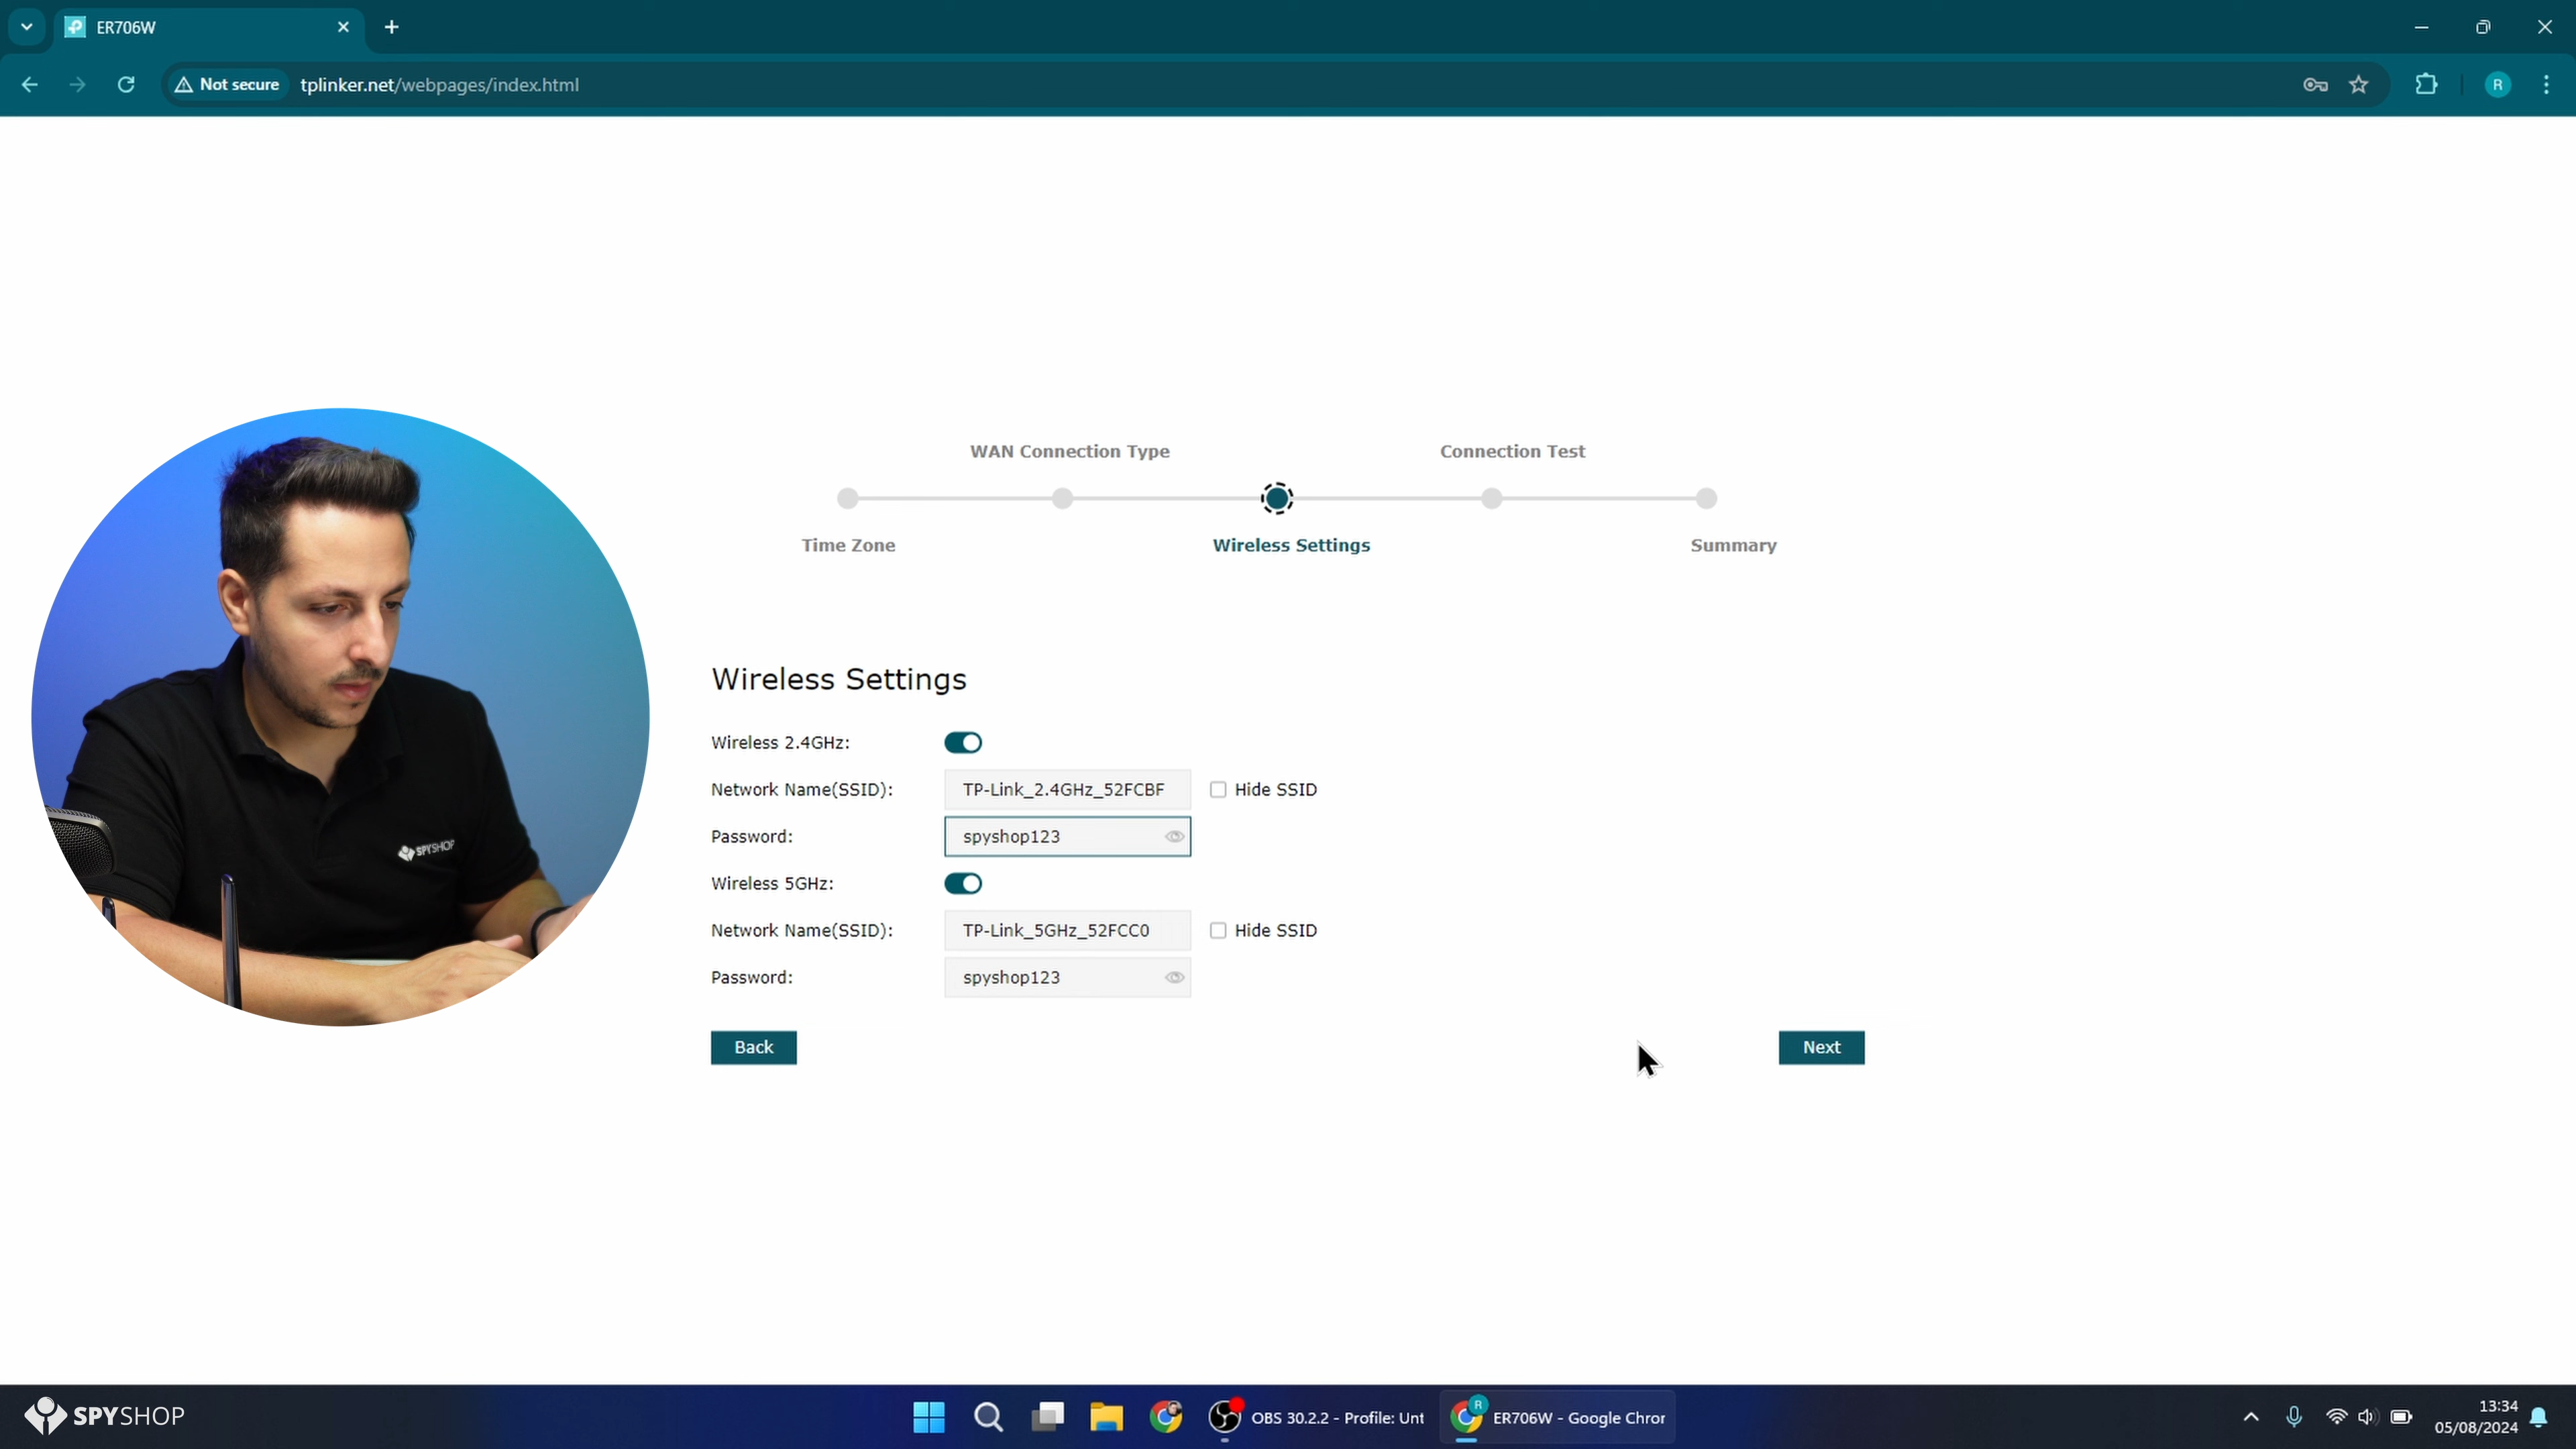 ER706W
Not secure
tplinker.net/webpages/index.html
R
WAN Connection Type
Connection Test
Time Zone
Wireless Settings
Summary
Wireless Settings
Wireless 2.4GHz:
Network Name(SSID):
TP-Link_2.4GHz_52FCBF
Hide SSID
Password:
spyshop123
Wireless 5GHz:
Network Name(SSID):
TP-Link_5GHz_52FCC0
Hide SSID
Password:
spyshop123
Back
Next
SPYSHOP
SPYSHOP
OBS 30.2.2 - Profile: Unt
R
ER706W - Google Chror
13:34
05/08/2024